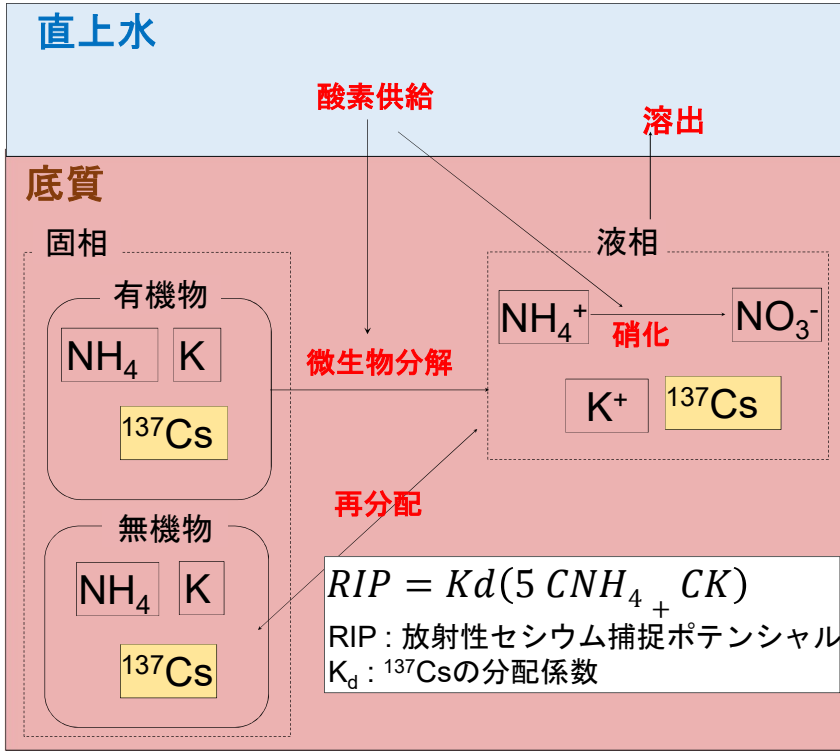 直上水
酸素供給
溶出
底質
固相
液相
有機物
NH₄ K
¹³⁷Cs
NH₄⁺
硝化
NO₃⁻
微生物分解
K⁺ ¹³⁷Cs
再分配
無機物
NH₄ K
¹³⁷Cs
RIP = Kd(5 CNH₄ + CK)
RIP : 放射性セシウム捕捉ポテンシャル
K_d : ¹³⁷Csの分配係数